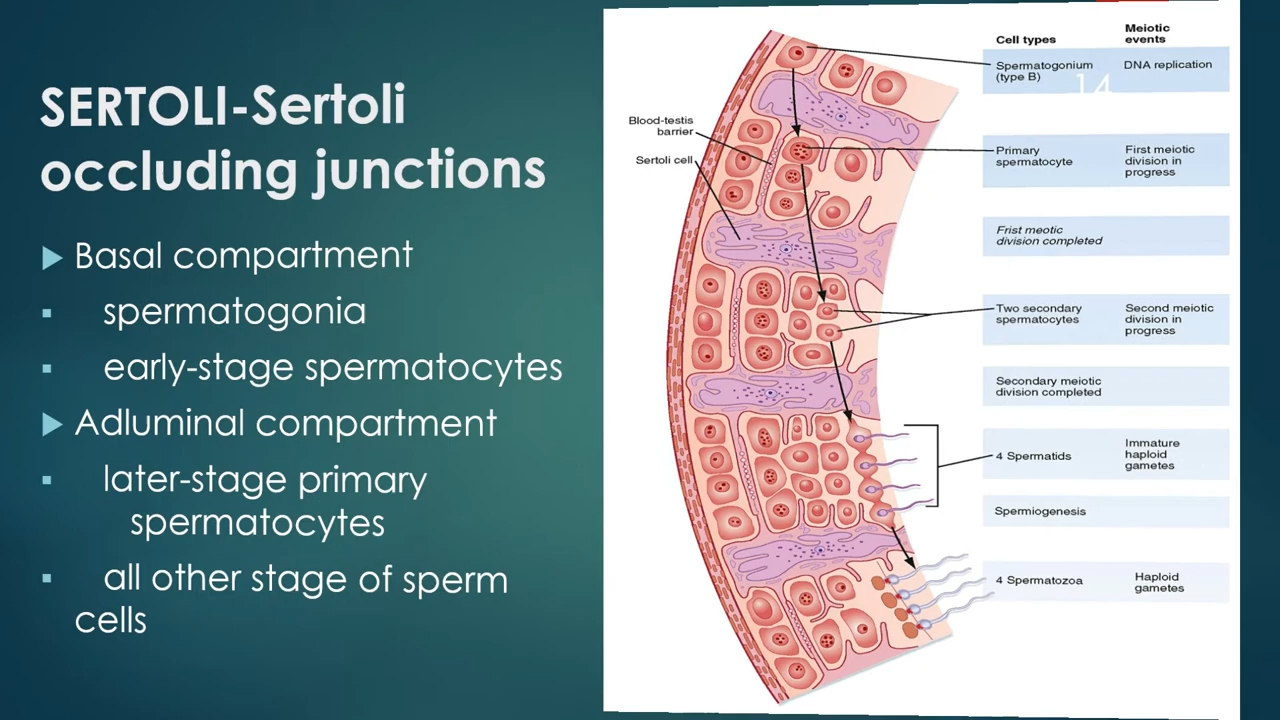 SERTOLI-Sertoli
occluding junctions
Basal compartment
spermatogonia
early-stage spermatocytes
Adluminal compartment
later-stage primary
spermatocytes
all other stage of sperm
cells
Blood-testis
barrier
Sertoli cell
Cell types
Meiotic
events
Spermatogonium
(type B)
DNA replication
14
Primary
spermatocyte
First meiotic
division in
progress
Frist meotic
division completed
Two secondary
spermatocytes
Second meiotic
division in
progress
Secondary meiotic
division completed
4 Spermatids
Immature
haploid
gametes
Spermiogenesis
4 Spermatozoa
Haploid
gametes